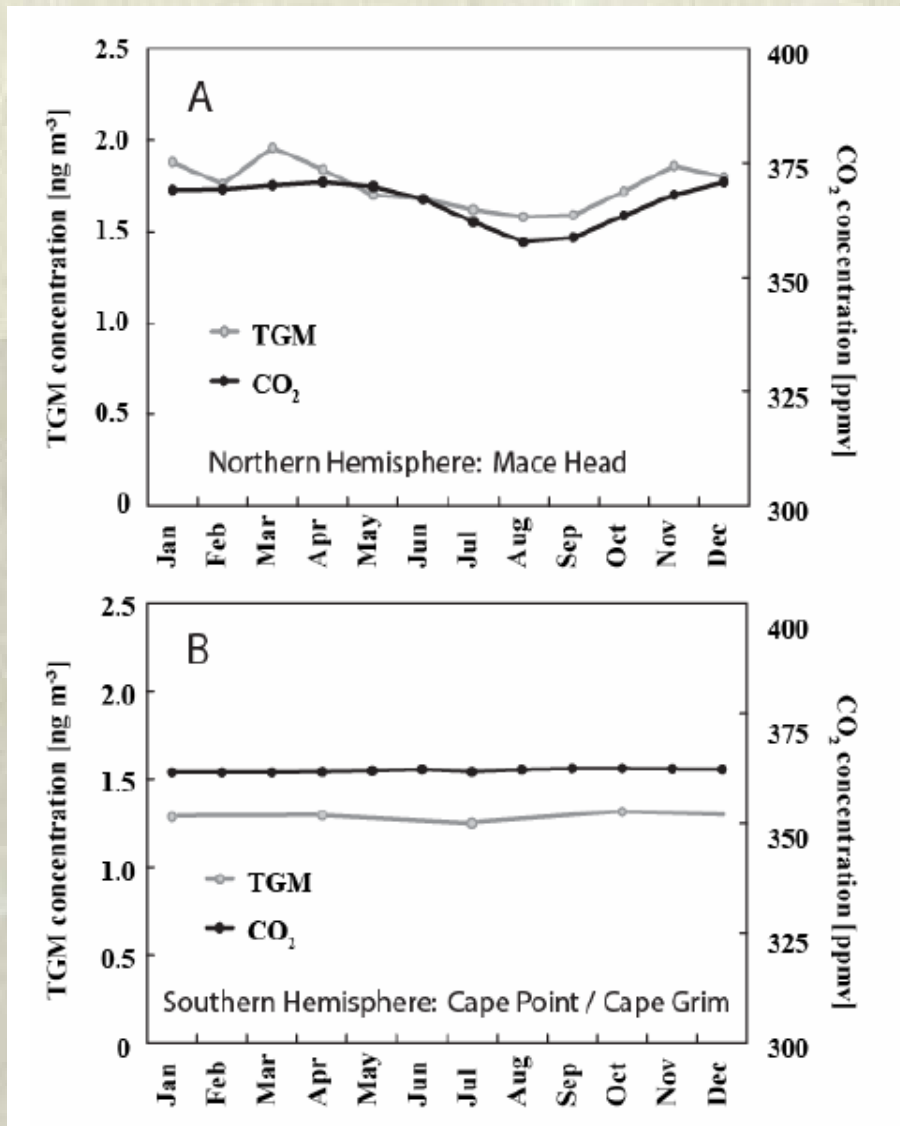 2.5
2.0
1.5
1.0
0.5
0
TGM concentration [ng m⁻³]
400
375
350
325
300
CO₂ concentration [ppmv]
A
TGM
CO₂
Northern Hemisphere: Mace Head
Jan Feb Mar Apr May Jun Jul Aug Sep Oct Nov Dec
2.5
2.0
1.5
1.0
0.5
0
TGM concentration [ng m⁻³]
400
375
350
325
300
CO₂ concentration [ppmv]
B
TGM
CO₂
Southern Hemisphere: Cape Point / Cape Grim
Jan Feb Mar Apr May Jun Jul Aug Sep Oct Nov Dec